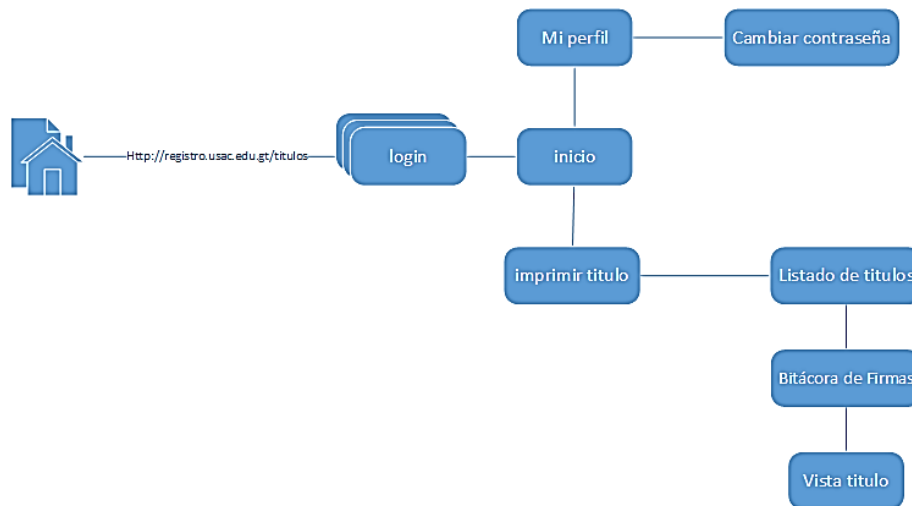 Mi perfil
Cambiar contraseña
Http://registro.usac.edu.gt/titulos
login
inicio
imprimir titulo
Listado de titulos
Bitácora de Firmas
Vista titulo